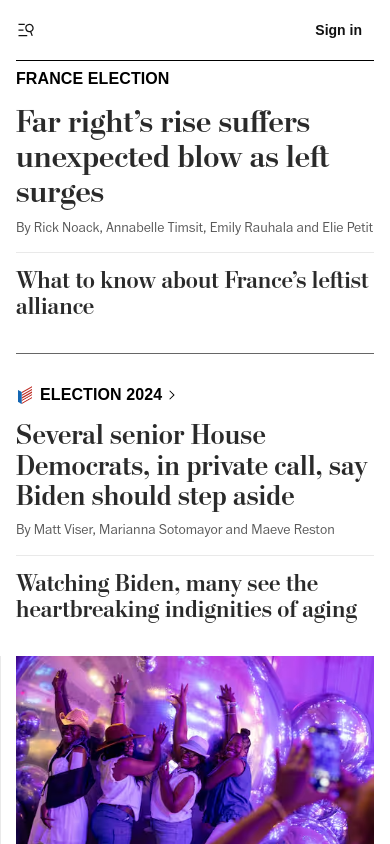 Sign in
FRANCE ELECTION
Far right’s rise suffers
unexpected blow as left
surges
By Rick Noack, Annabelle Timsit, Emily Rauhala and Elie Petit
What to know about France’s leftist
alliance
ELECTION 2024
Several senior House
Democrats, in private call, say
Biden should step aside
By Matt Viser, Marianna Sotomayor and Maeve Reston
Watching Biden, many see the
heartbreaking indignities of aging